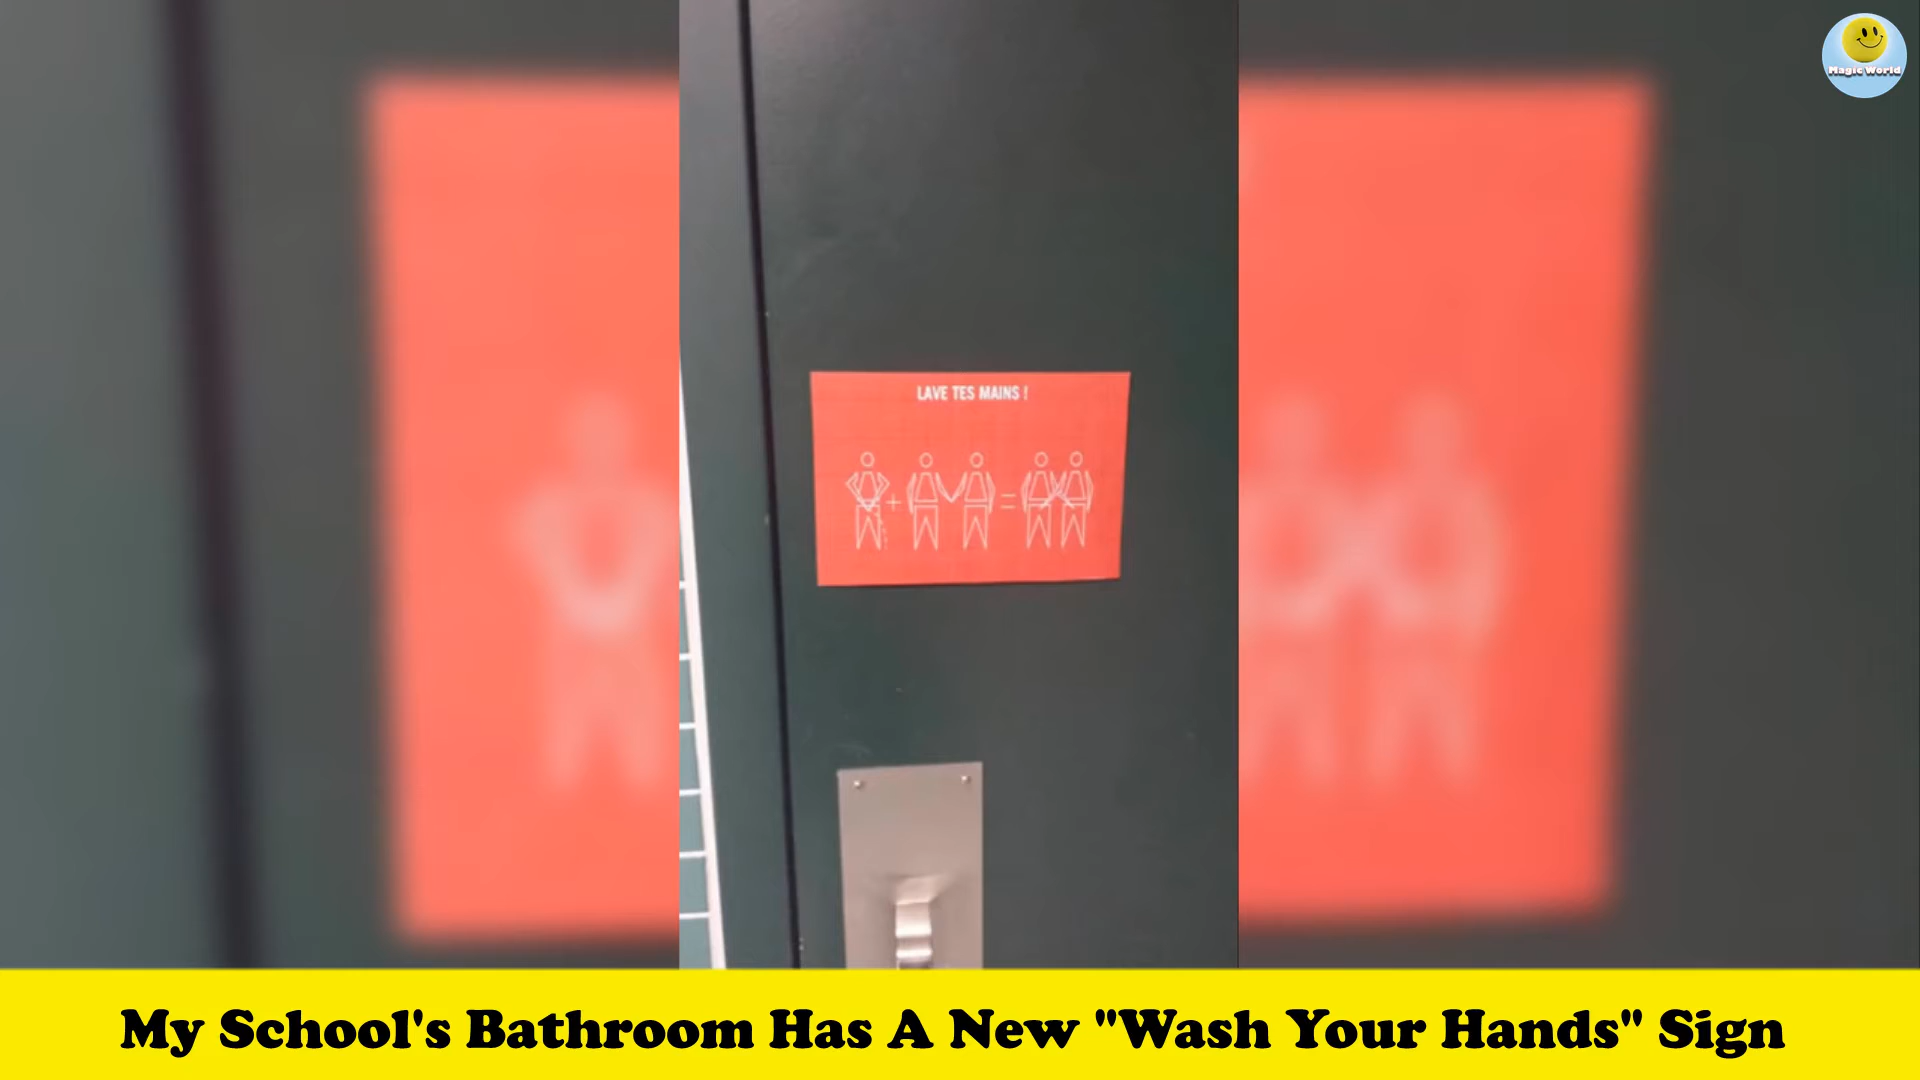 Magic World
LAVE TES MAINS !
+ =
My School's Bathroom Has A New "Wash Your Hands" Sign